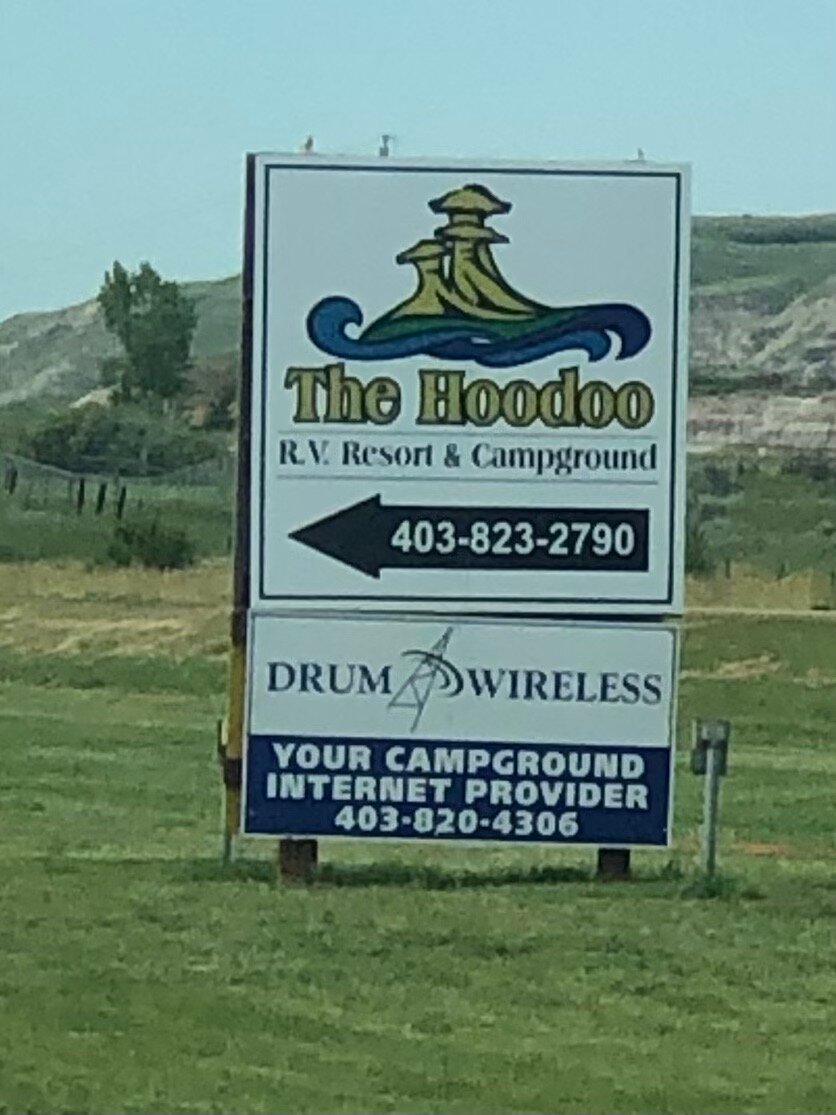 The Hoodoo
R.V. Resort & Campground
403-823-2790
DRUM WIRELESS
YOUR CAMPGROUND
INTERNET PROVIDER
403-820-4306